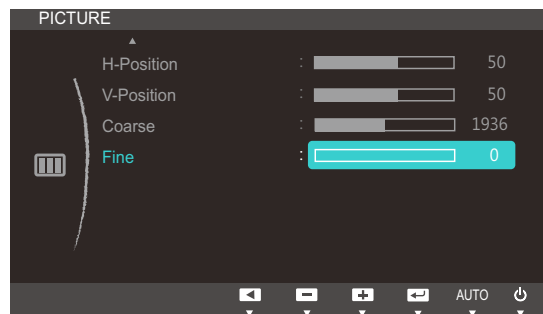 PICTURE
H-Position : 50
V-Position : 50
Coarse : 1936
Fine : 0
AUTO